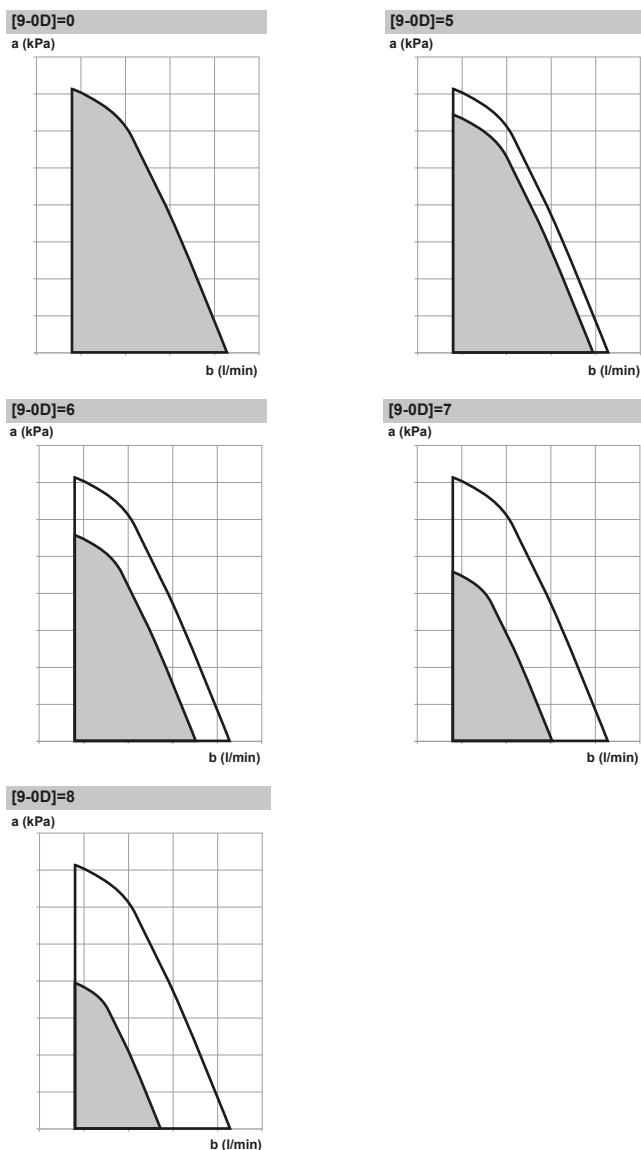 [9-0D]=0
a (kPa)
b (l/min)
[9-0D]=5
a (kPa)
b (l/min)
[9-0D]=6
a (kPa)
b (l/min)
[9-0D]=7
a (kPa)
b (l/min)
[9-0D]=8
a (kPa)
b (l/min)